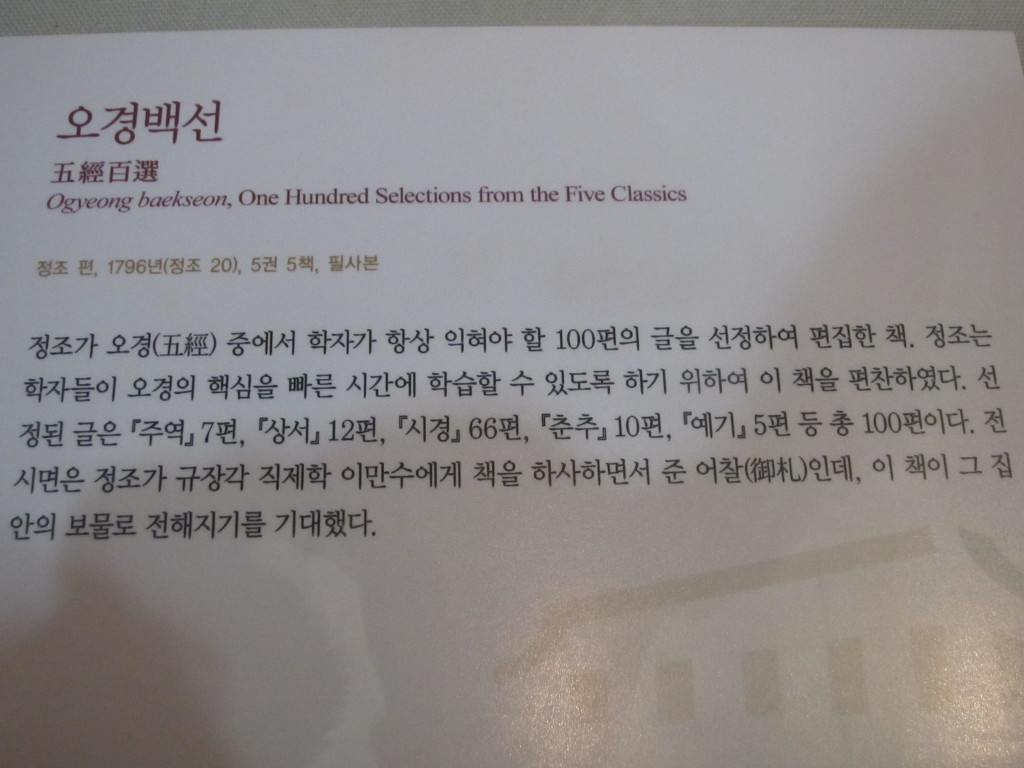 오경백선
五經百選
Ogyeong baekseon, One Hundred Selections from the Five Classics
정조 편, 1796년(정조 20), 5권 5책, 필사본
정조가 오경(五經) 중에서 학자가 항상 익혀야 할 100편의 글을 선정하여 편집한 책. 정조는
학자들이 오경의 핵심을 빠른 시간에 학습할 수 있도록 하기 위하여 이 책을 편찬하였다. 선
정된 글은 『주역』 7편, 『상서』 12편, 『시경』 66편, 『춘추』 10편, 『예기』 5편 등 총 100편이다. 전
시면은 정조가 규장각 직제학 이만수에게 책을 하사하면서 준 어찰(御札)인데, 이 책이 그 집
안의 보물로 전해지기를 기대했다.